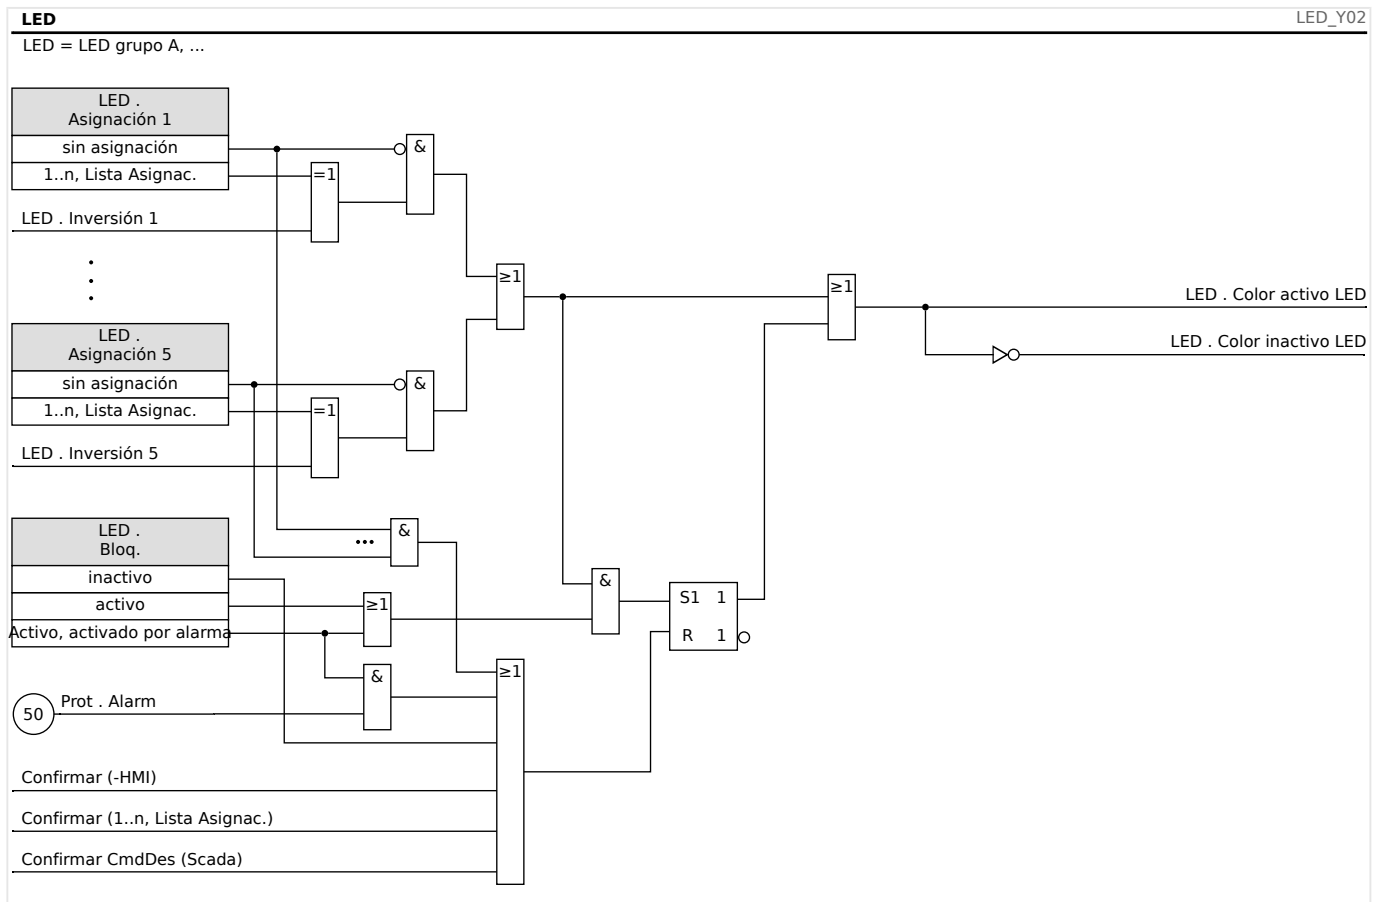 LED
LED_Y02
LED = LED grupo A, ...
LED .
Asignación 1
sin asignación
1..n, Lista Asignac.
LED . Inversión 1
=1
&
≥1
≥1
LED . Color activo LED
LED . Color inactivo LED
LED .
Asignación 5
sin asignación
1..n, Lista Asignac.
LED . Inversión 5
=1
&
LED .
Bloq.
inactivo
activo
Activo, activado por alarma
&
≥1
&
S1 1
R 1
&
≥1
50
Prot . Alarm
Confirmar (-HMI)
Confirmar (1..n, Lista Asignac.)
Confirmar CmdDes (Scada)